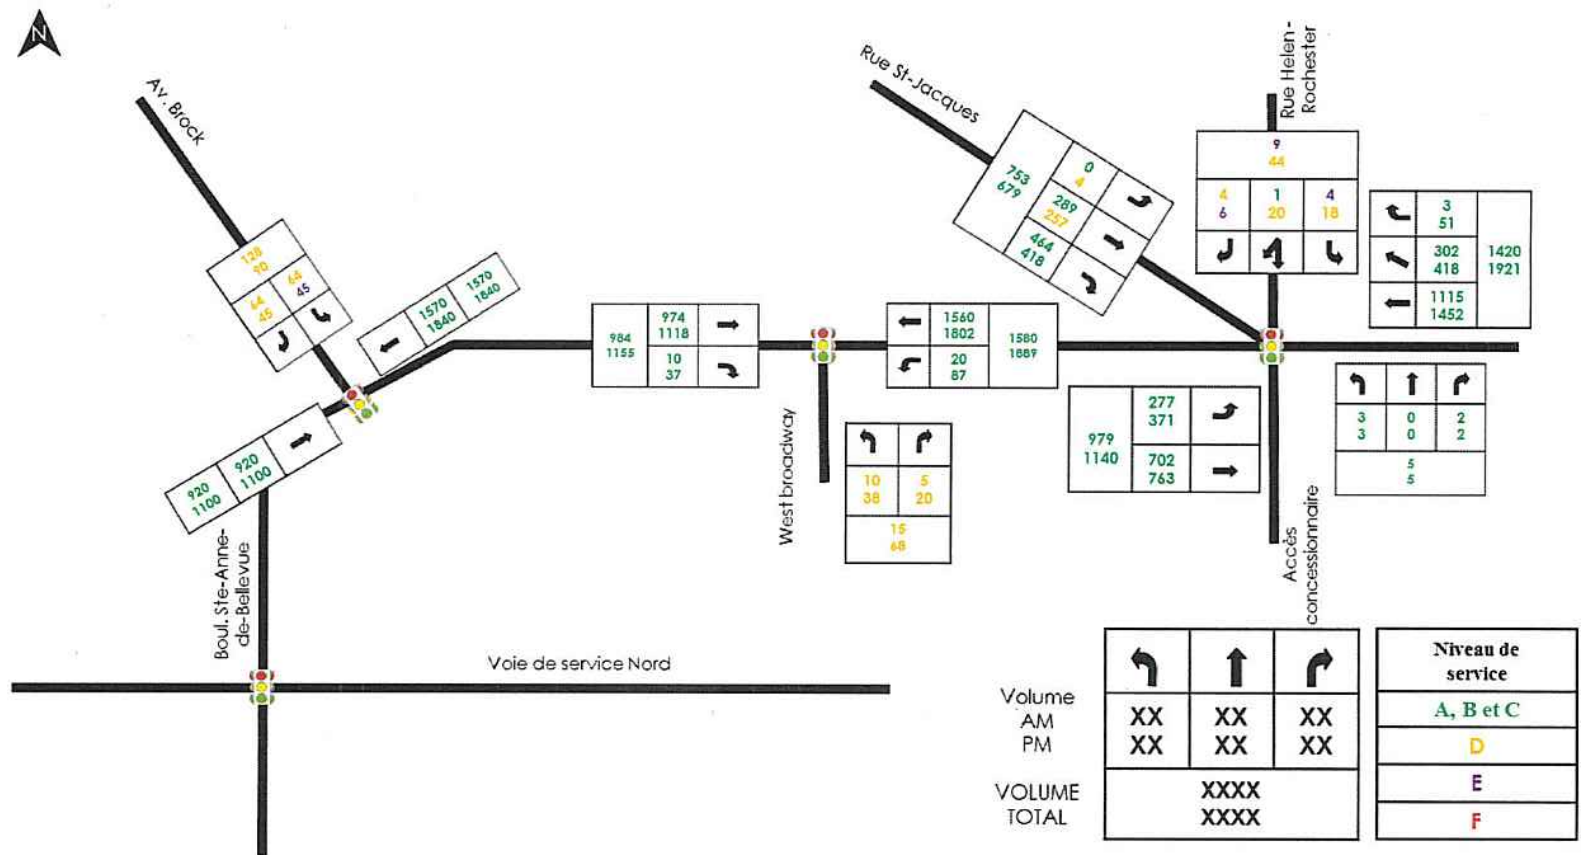 N
Av. Brock
128
90
64 64
45 45
1570 1570
1840 1840
920 920
1100 1100
Boul. Ste-Anne-
de-Bellevue
Voie de service Nord
984
1155
974
1118
10
37
West broadway
1560
1802
20
87
1580
1889
10 5
38 20
15
68
Rue St-Jacques
753
679
0
4
289
257
464
418
Rue Helen-
Rochester
9
44
4 1 4
6 20 18
3
51
302
418
1115
1452
1420
1921
979
1140
277
371
702
763
3 0 2
3 0 2
5
5
Accès
concessionnaire
Volume
AM
PM
XX XX XX
XX XX XX
VOLUME
TOTAL
XXXX
XXXX
Niveau de
service
A, B et C
D
E
F